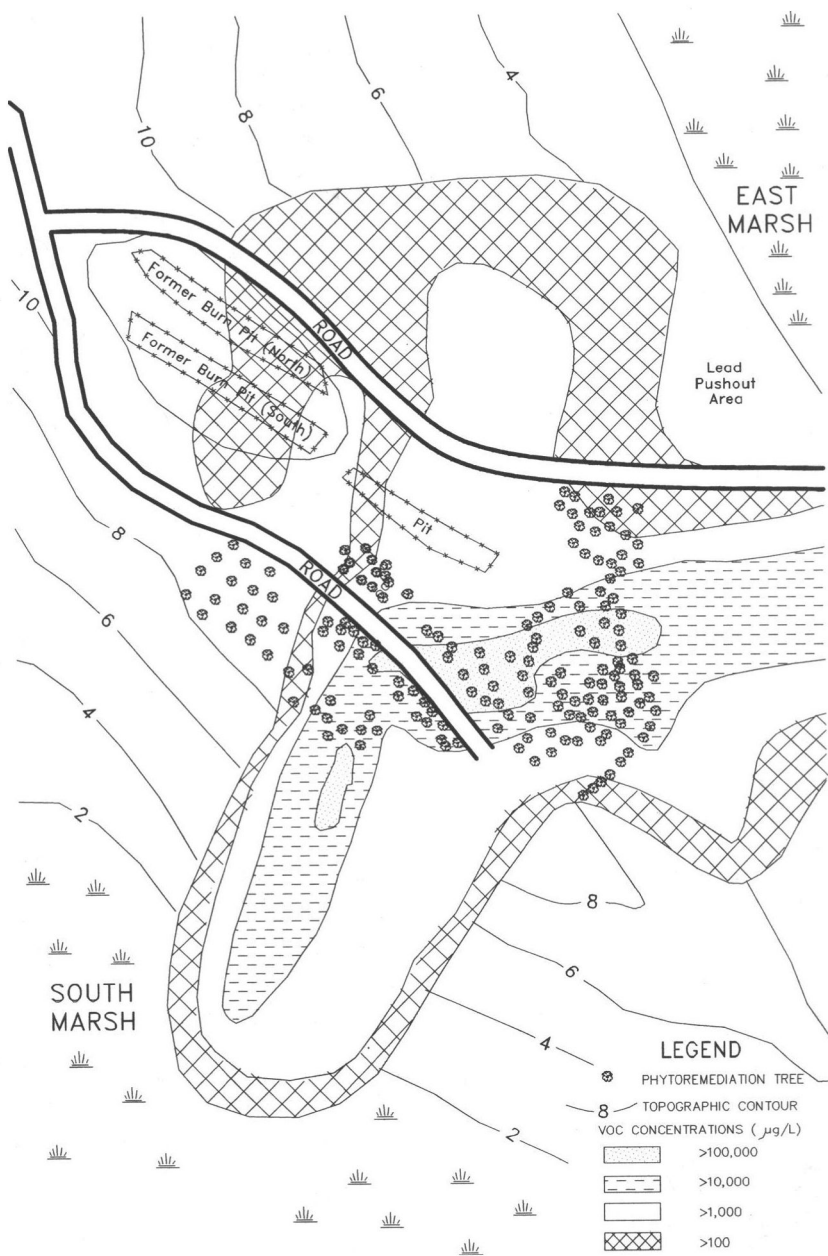 4
6
8
10
EAST
MARSH
10
Former Burn Pit (North)
ROAD
Former Burn Pit (South)
Lead
Pushout
Area
Pit
8
ROAD
6
4
2
8
6
SOUTH
MARSH
4
2
LEGEND
PHYTOREMEDIATION TREE
8 TOPOGRAPHIC CONTOUR
VOC CONCENTRATIONS (µg/L)
>100,000
>10,000
>1,000
>100